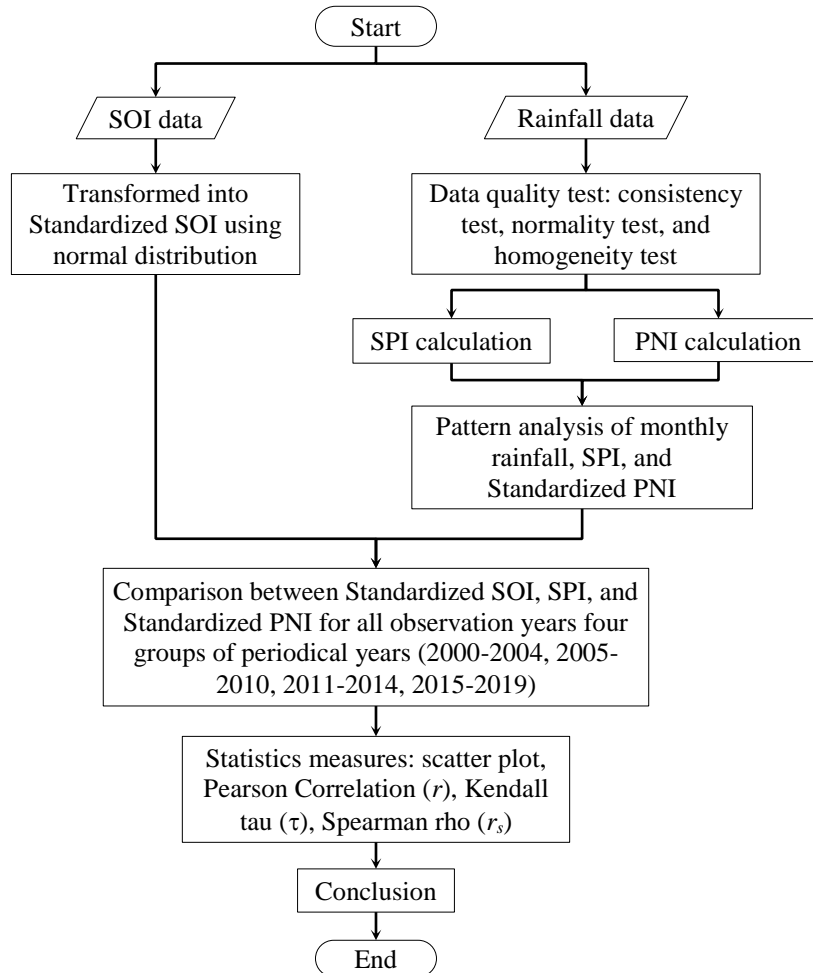 Start
SOI data
Rainfall data
Transformed into
Standardized SOI using
normal distribution
Data quality test: consistency
test, normality test, and
homogeneity test
SPI calculation
PNI calculation
Pattern analysis of monthly
rainfall, SPI, and
Standardized PNI
Comparison between Standardized SOI, SPI, and
Standardized PNI for all observation years four
groups of periodical years (2000-2004, 2005-
2010, 2011-2014, 2015-2019)
Statistics measures: scatter plot,
Pearson Correlation (r), Kendall
tau (τ), Spearman rho (rs)
Conclusion
End